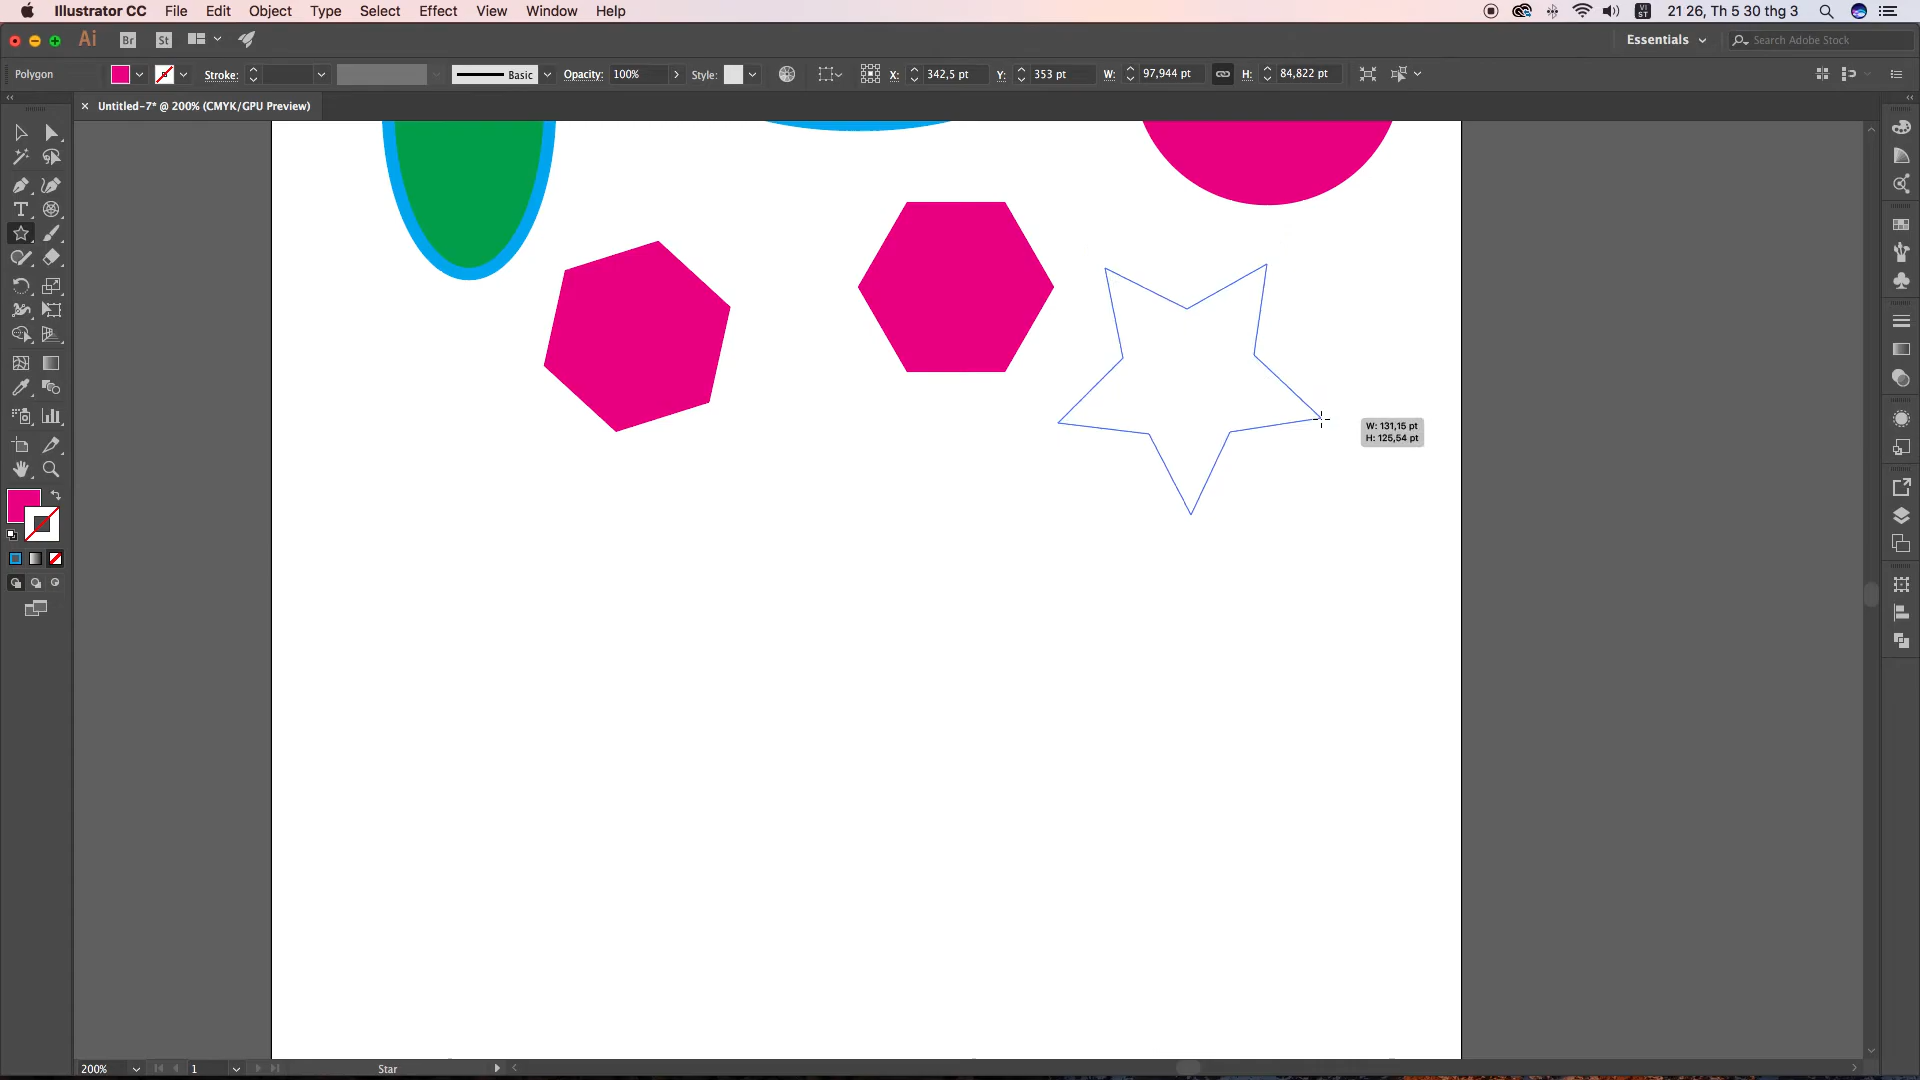 Illustrator CC File Edit Object Type Select Effect View Window Help VI ST 21 26, Th 5 30 thg 3
Ai Br St Essentials Search Adobe Stock
Polygon Stroke: Basic Opacity: 100% Style: X: 342,5 pt Y: 353 pt W: 97,944 pt H: 84,822 pt
× Untitled-7* @ 200% (CMYK/GPU Preview)
T
W: 131,15 pt
H: 125,54 pt
200% 1 Star